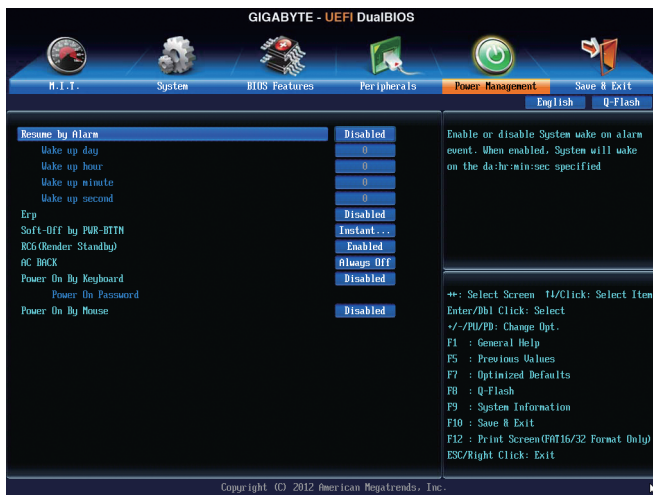 GIGABYTE - UEFI DualBIOS
M.I.T.
System
BIOS Features
Peripherals
Power Management
Save & Exit
English
Q-Flash
Resume by Alarm Disabled
Wake up day 0
Wake up hour 0
Wake up minute 0
Wake up second 0
Erp Disabled
Soft-Off by PWR-BTTN Instant...
RC6(Render Standby) Enabled
AC BACK Always Off
Power On By Keyboard Disabled
Power On Password
Power On By Mouse Disabled
Enable or disable System wake on alarm
event. When enabled, System will wake
on the da:hr:min:sec specified
↔: Select Screen ↑↓/Click: Select Item
Enter/Dbl Click: Select
+/-/PU/PD: Change Opt.
F1 : General Help
F5 : Previous Values
F7 : Optimized Defaults
F8 : Q-Flash
F9 : System Information
F10 : Save & Exit
F12 : Print Screen(FAT16/32 Format Only)
ESC/Right Click: Exit
Copyright (C) 2012 American Megatrends, Inc.